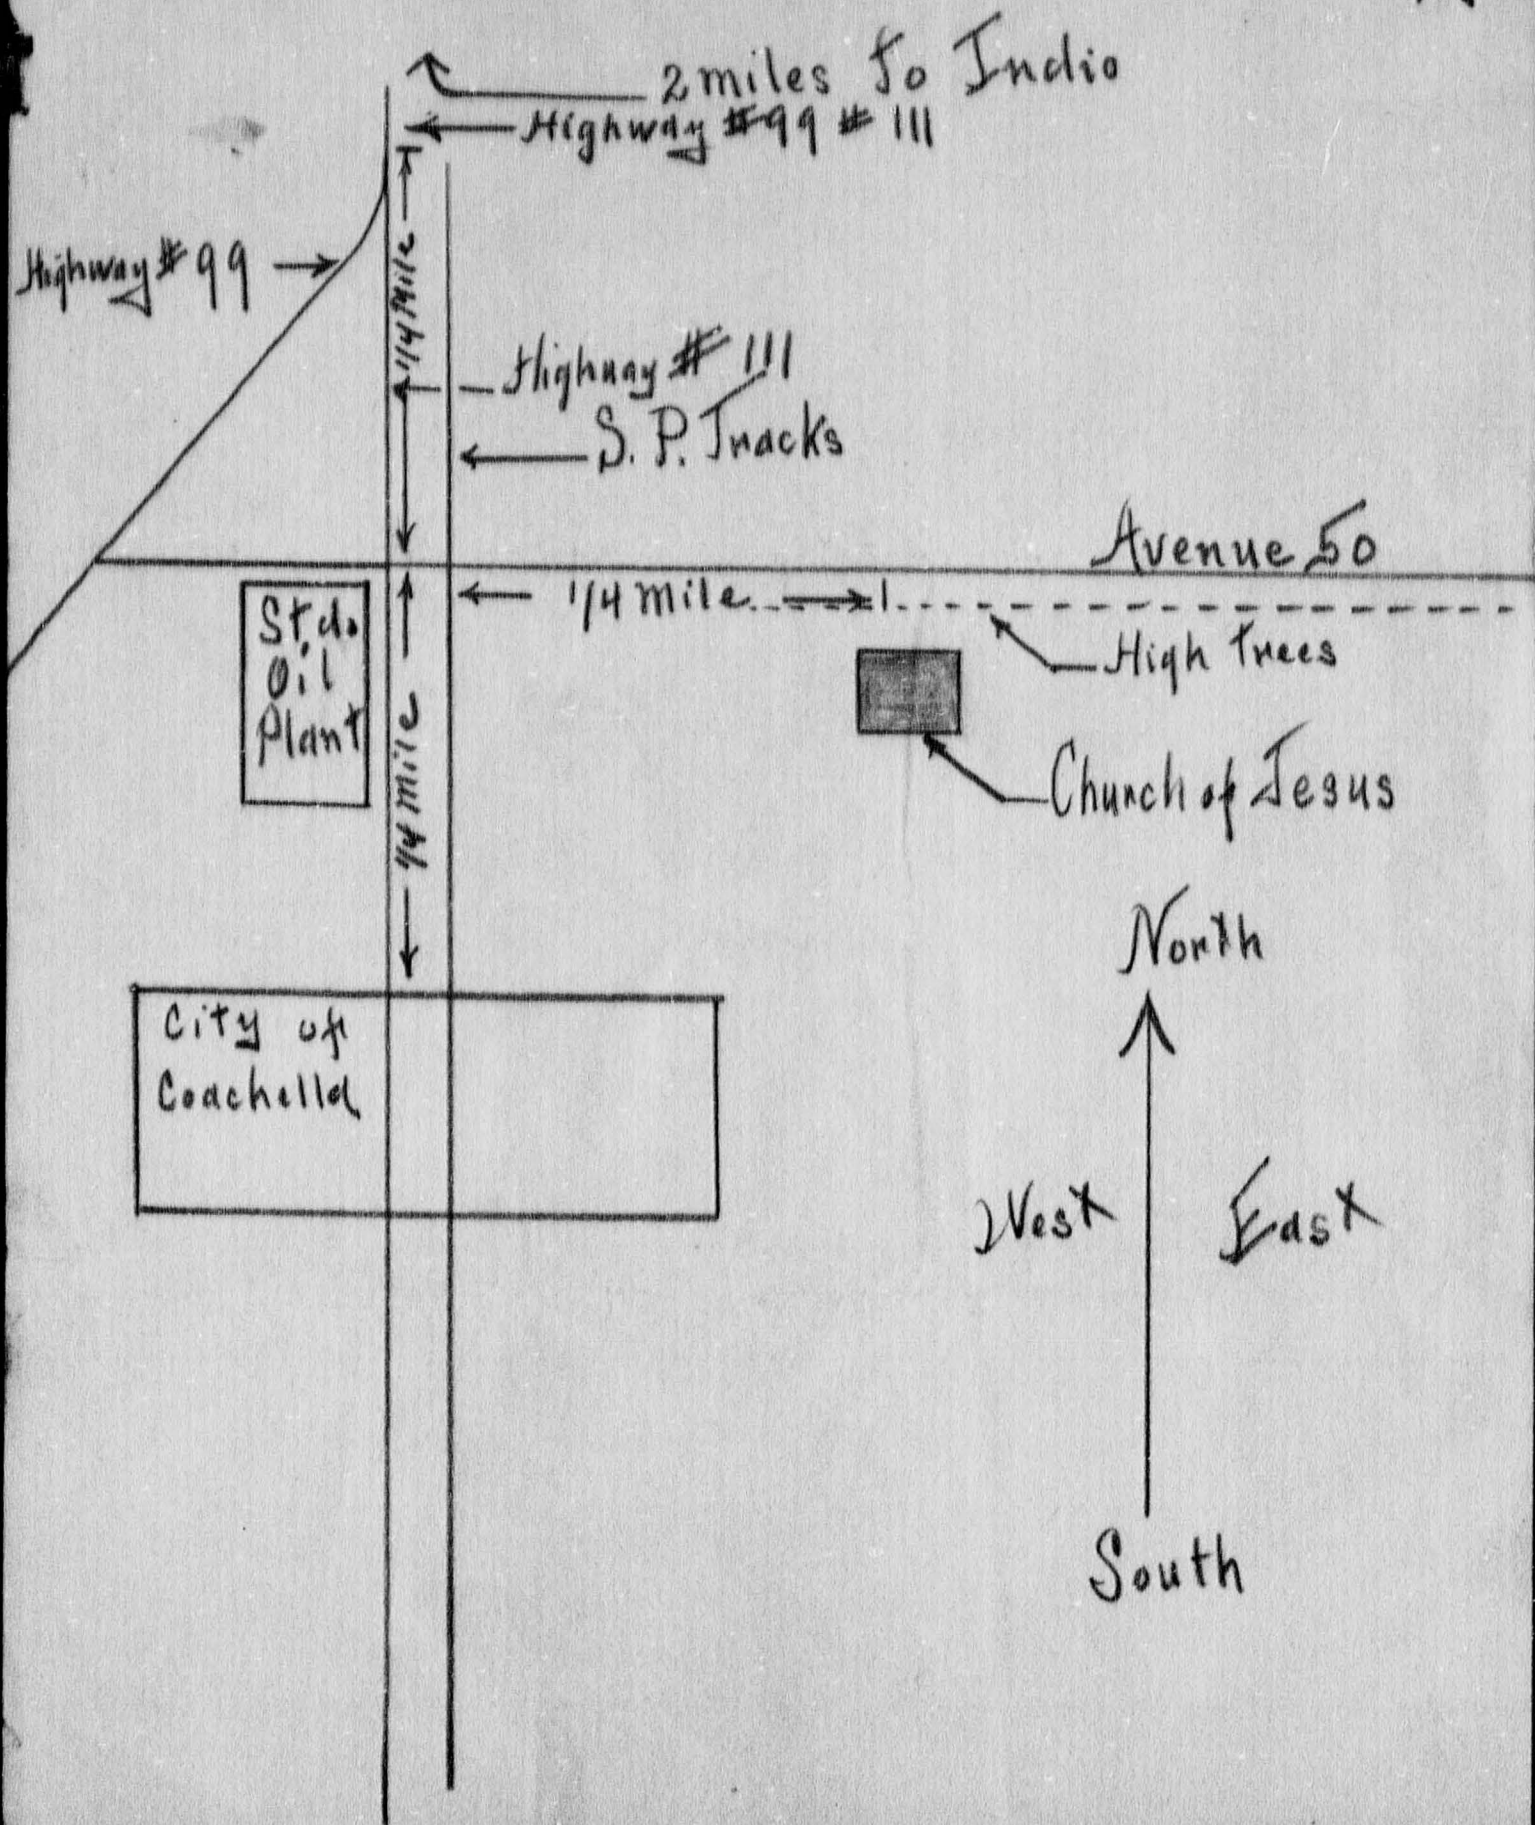 2 miles to Indio
Highway #99 # 111
Highway # 99
1/4 Mile
Highway # 111
S. P. Tracks
Avenue 50
1/4 mile
High Trees
Std.
Oil
Plant
1/4 mile
Church of Jesus
North
City of
Coachella
West
East
South